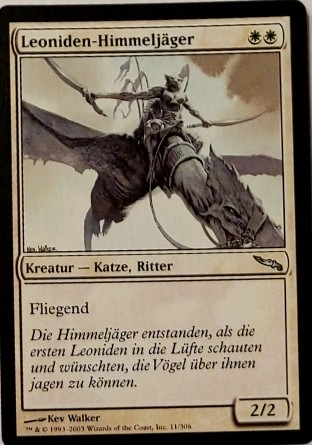 Leoniden-Himmeljäger
Kev Walker
Kreatur — Katze, Ritter
Fliegend
Die Himmeljäger entstanden, als die
ersten Leoniden in die Lüfte schauten
und wünschten, die Vögel über ihnen
jagen zu können.
Kev Walker
™ & © 1993-2003 Wizards of the Coast, Inc. 11/306
2/2